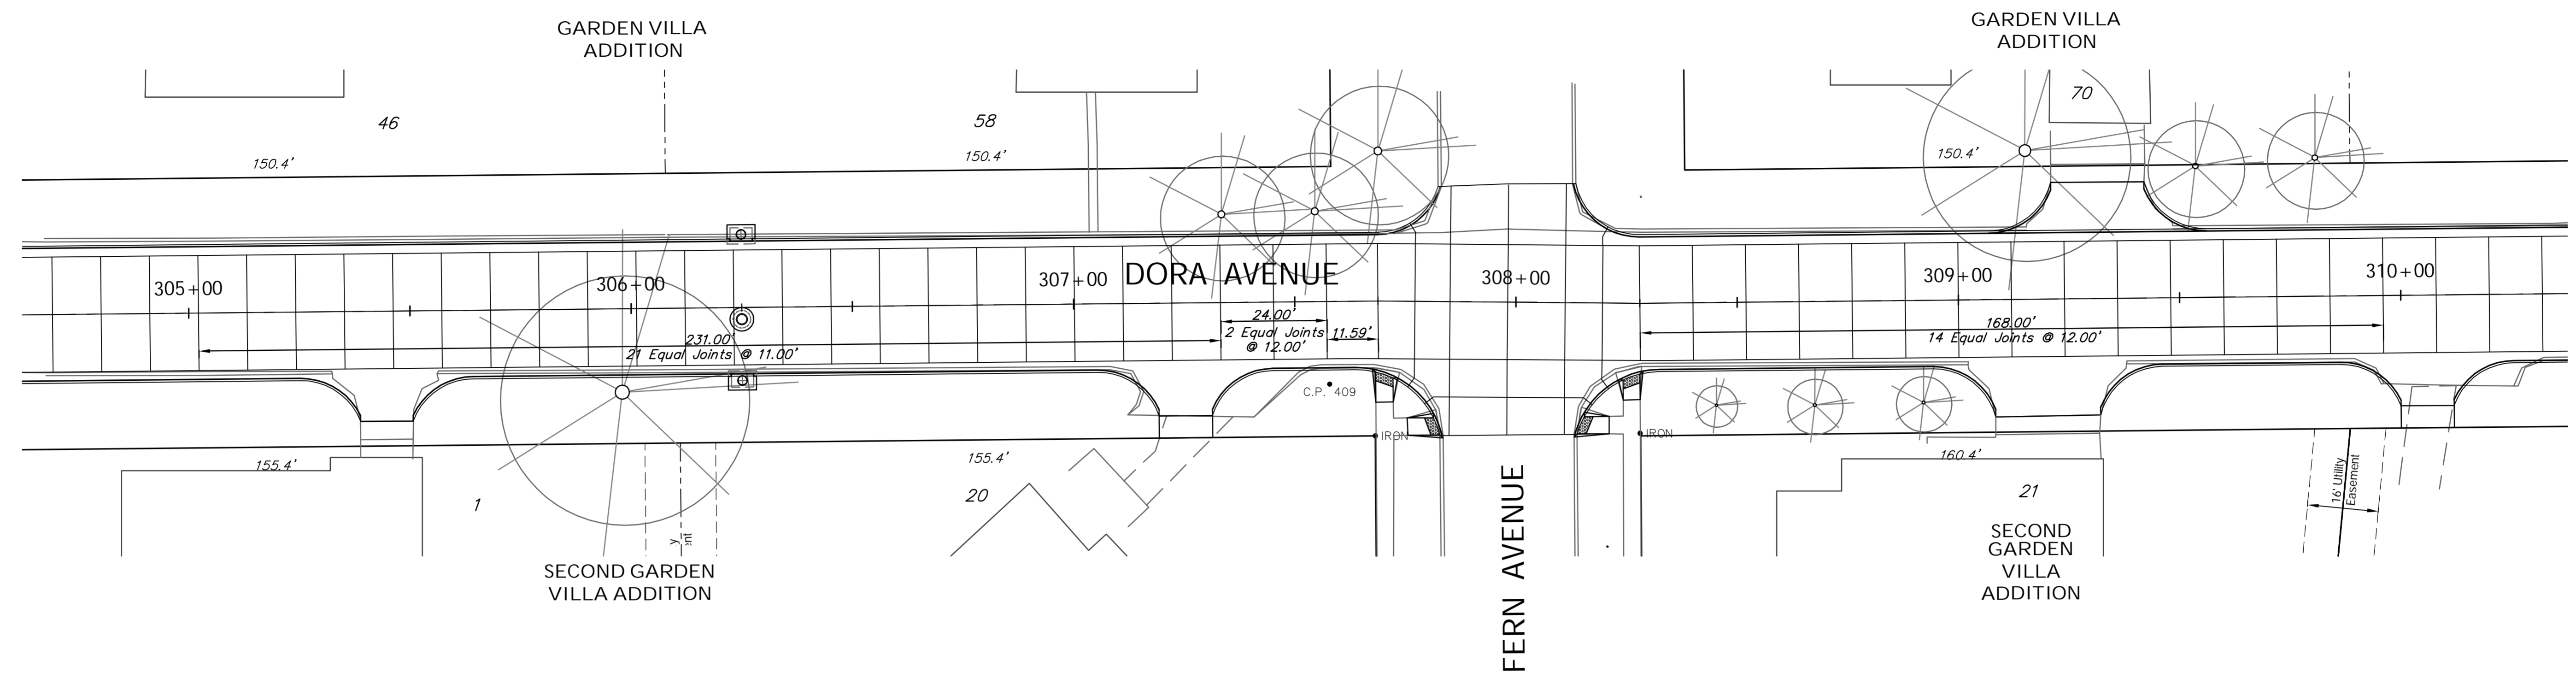 GARDEN VILLA
ADDITION
GARDEN VILLA
ADDITION
46
58
70
150.4'
150.4'
150.4'
305+00
306+00
307+00
DORA AVENUE
308+00
309+00
310+00
231.00'
21 Equal Joints @ 11.00'
24.00'
2 Equal Joints
@ 12.00'
11.59'
168.00'
14 Equal Joints @ 12.00'
C.P. 409
IRON
IRON
155.4'
155.4'
160.4'
1
20
21
16' Utility
Easement
SECOND GARDEN
VILLA ADDITION
FERN AVENUE
SECOND
GARDEN
VILLA
ADDITION